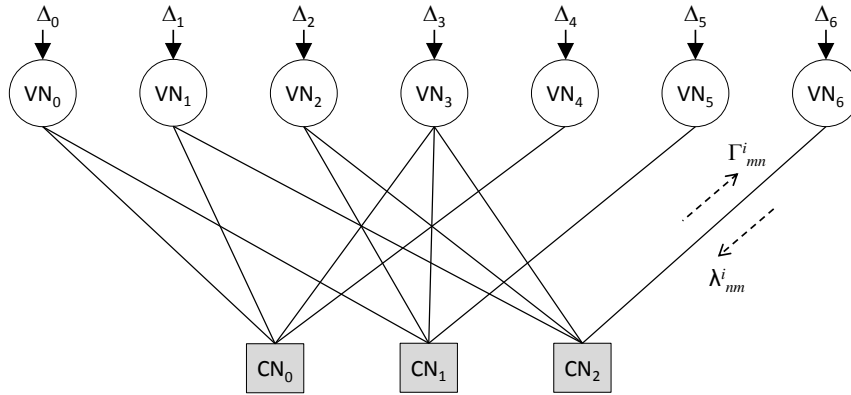 Δ₀ Δ₁ Δ₂ Δ₃ Δ₄ Δ₅ Δ₆
VN₀ VN₁ VN₂ VN₃ VN₄ VN₅ VN₆
Γⁱₘₙ
λⁱₙₘ
CN₀ CN₁ CN₂